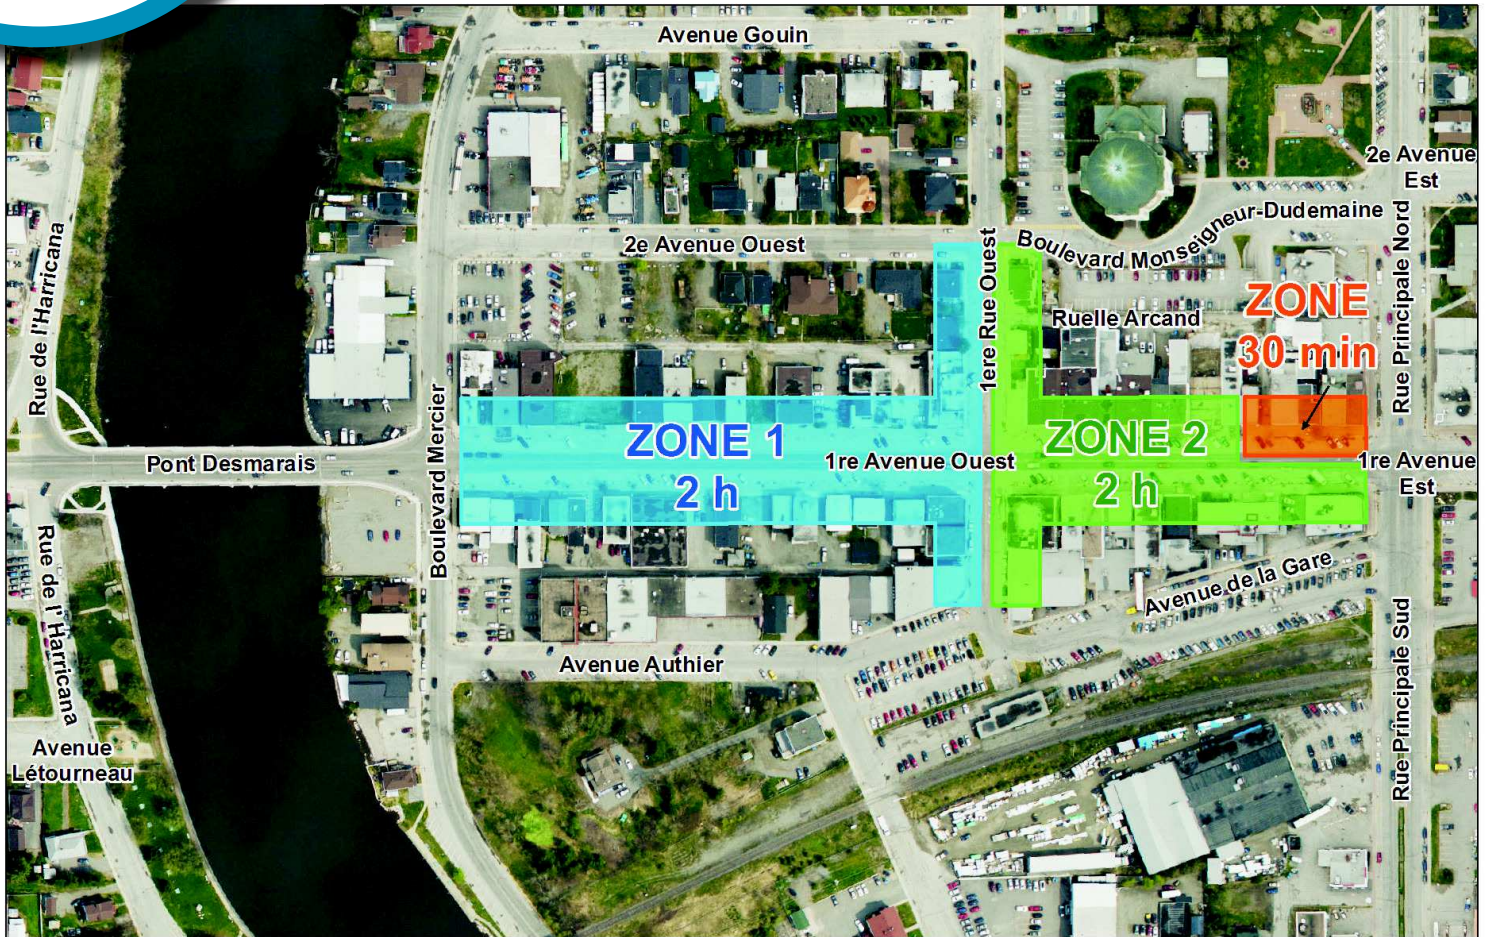 Avenue Gouin
2e Avenue
Est
Boulevard Monseigneur-Dudemaine
2e Avenue Ouest
Rue de l'Harricana
1ere Rue Ouest
Rue Principale Nord
Ruelle Arcand
ZONE
30 min
Boulevard Mercier
ZONE 1
2 h
ZONE 2
2 h
Pont Desmarais
1re Avenue Ouest
1re Avenue
Est
Rue de l'Harricana
Avenue de la Gare
Avenue Authier
Rue Principale Sud
Avenue
Létourneau